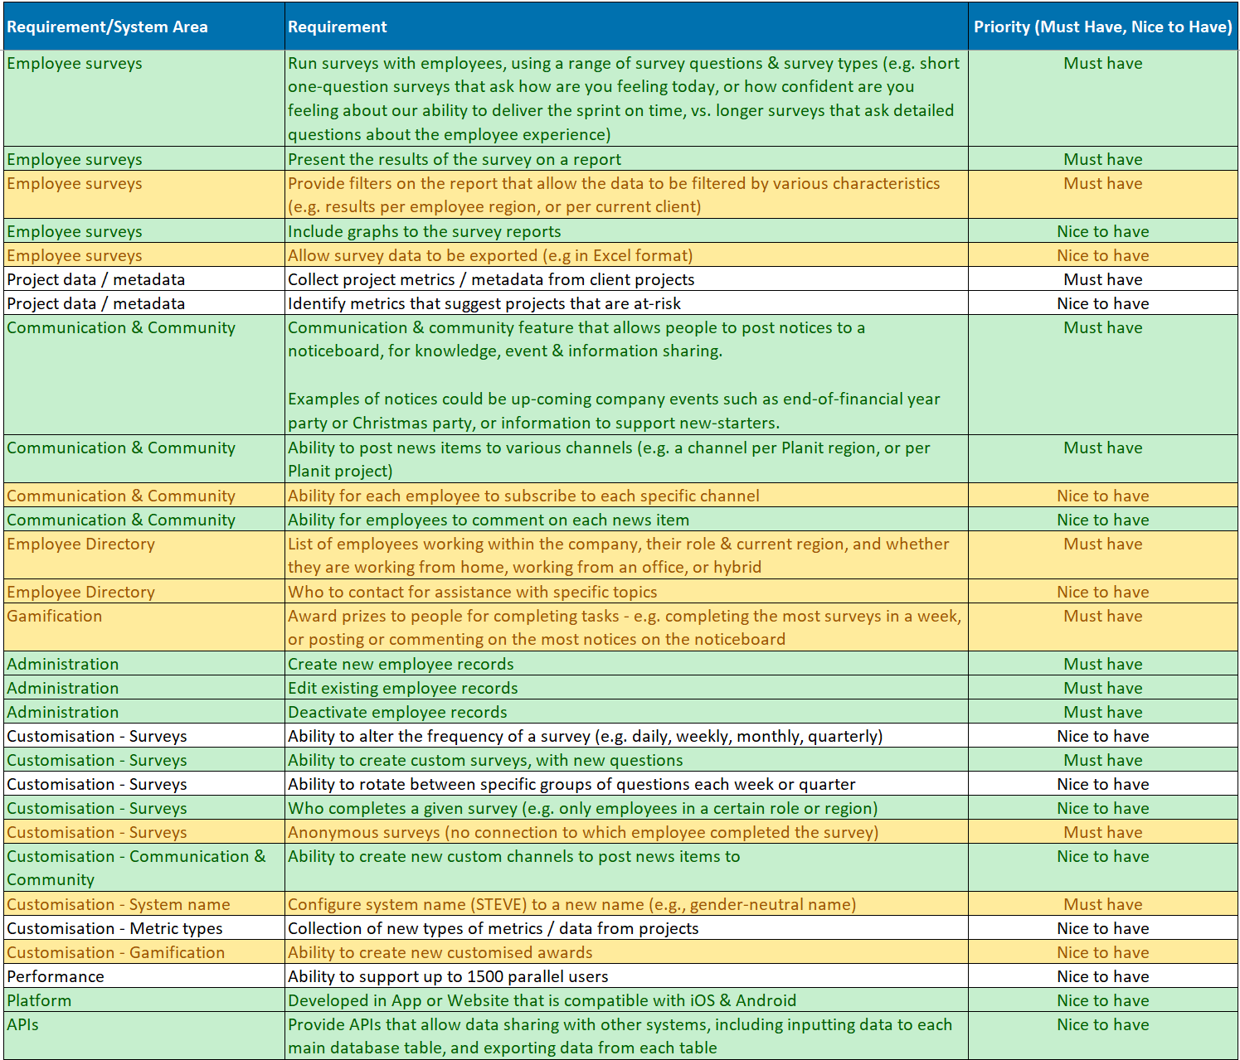 Requirement/System Area Requirement Priority (Must Have, Nice to Have)
Employee surveys Run surveys with employees, using a range of survey questions & survey types (e.g. short Must have
one-question surveys that ask how are you feeling today, or how confident are you
feeling about our ability to deliver the sprint on time, vs. longer surveys that ask detailed
questions about the employee experience)
Employee surveys Present the results of the survey on a report Must have
Employee surveys Provide filters on the report that allow the data to be filtered by various characteristics Must have
(e.g. results per employee region, or per current client)
Employee surveys Include graphs to the survey reports Nice to have
Employee surveys Allow survey data to be exported (e.g in Excel format) Nice to have
Project data / metadata Collect project metrics / metadata from client projects Must have
Project data / metadata Identify metrics that suggest projects that are at-risk Nice to have
Communication & Community Communication & community feature that allows people to post notices to a Must have
noticeboard, for knowledge, event & information sharing.
Examples of notices could be up-coming company events such as end-of-financial year
party or Christmas party, or information to support new-starters.
Communication & Community Ability to post news items to various channels (e.g. a channel per Planit region, or per Must have
Planit project)
Communication & Community Ability for each employee to subscribe to each specific channel Nice to have
Communication & Community Ability for employees to comment on each news item Nice to have
Employee Directory List of employees working within the company, their role & current region, and whether Must have
they are working from home, working from an office, or hybrid
Employee Directory Who to contact for assistance with specific topics Nice to have
Gamification Award prizes to people for completing tasks - e.g. completing the most surveys in a week, Must have
or posting or commenting on the most notices on the noticeboard
Administration Create new employee records Must have
Administration Edit existing employee records Must have
Administration Deactivate employee records Must have
Customisation - Surveys Ability to alter the frequency of a survey (e.g. daily, weekly, monthly, quarterly) Nice to have
Customisation - Surveys Ability to create custom surveys, with new questions Must have
Customisation - Surveys Ability to rotate between specific groups of questions each week or quarter Nice to have
Customisation - Surveys Who completes a given survey (e.g. only employees in a certain role or region) Nice to have
Customisation - Surveys Anonymous surveys (no connection to which employee completed the survey) Must have
Customisation - Communication & Ability to create new custom channels to post news items to Nice to have
Community
Customisation - System name Configure system name (STEVE) to a new name (e.g., gender-neutral name) Must have
Customisation - Metric types Collection of new types of metrics / data from projects Nice to have
Customisation - Gamification Ability to create new customised awards Nice to have
Performance Ability to support up to 1500 parallel users Nice to have
Platform Developed in App or Website that is compatible with iOS & Android Nice to have
APIs Provide APIs that allow data sharing with other systems, including inputting data to each Nice to have
main database table, and exporting data from each table